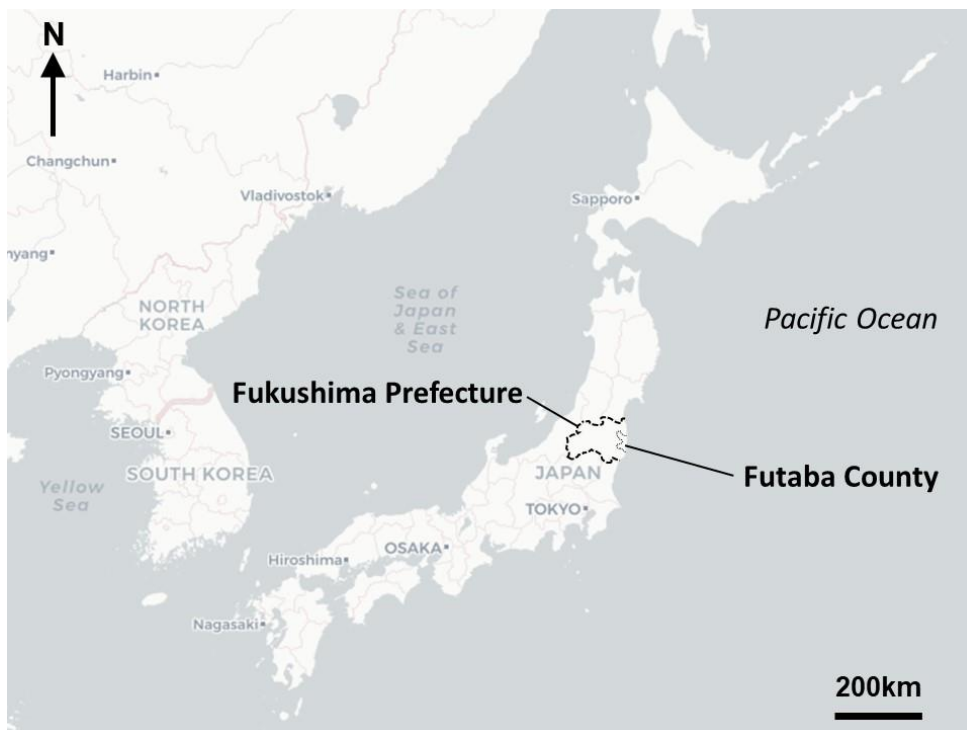 N
Harbin
Changchun
Vladivostok
Sapporo
nyang
NORTH
KOREA
Sea of
Japan
& East
Sea
Pacific Ocean
Pyongyang
Fukushima Prefecture
SEOUL
SOUTH KOREA
JAPAN
Futaba County
Yellow
Sea
TOKYO
Hiroshima
OSAKA
Nagasaki
200km